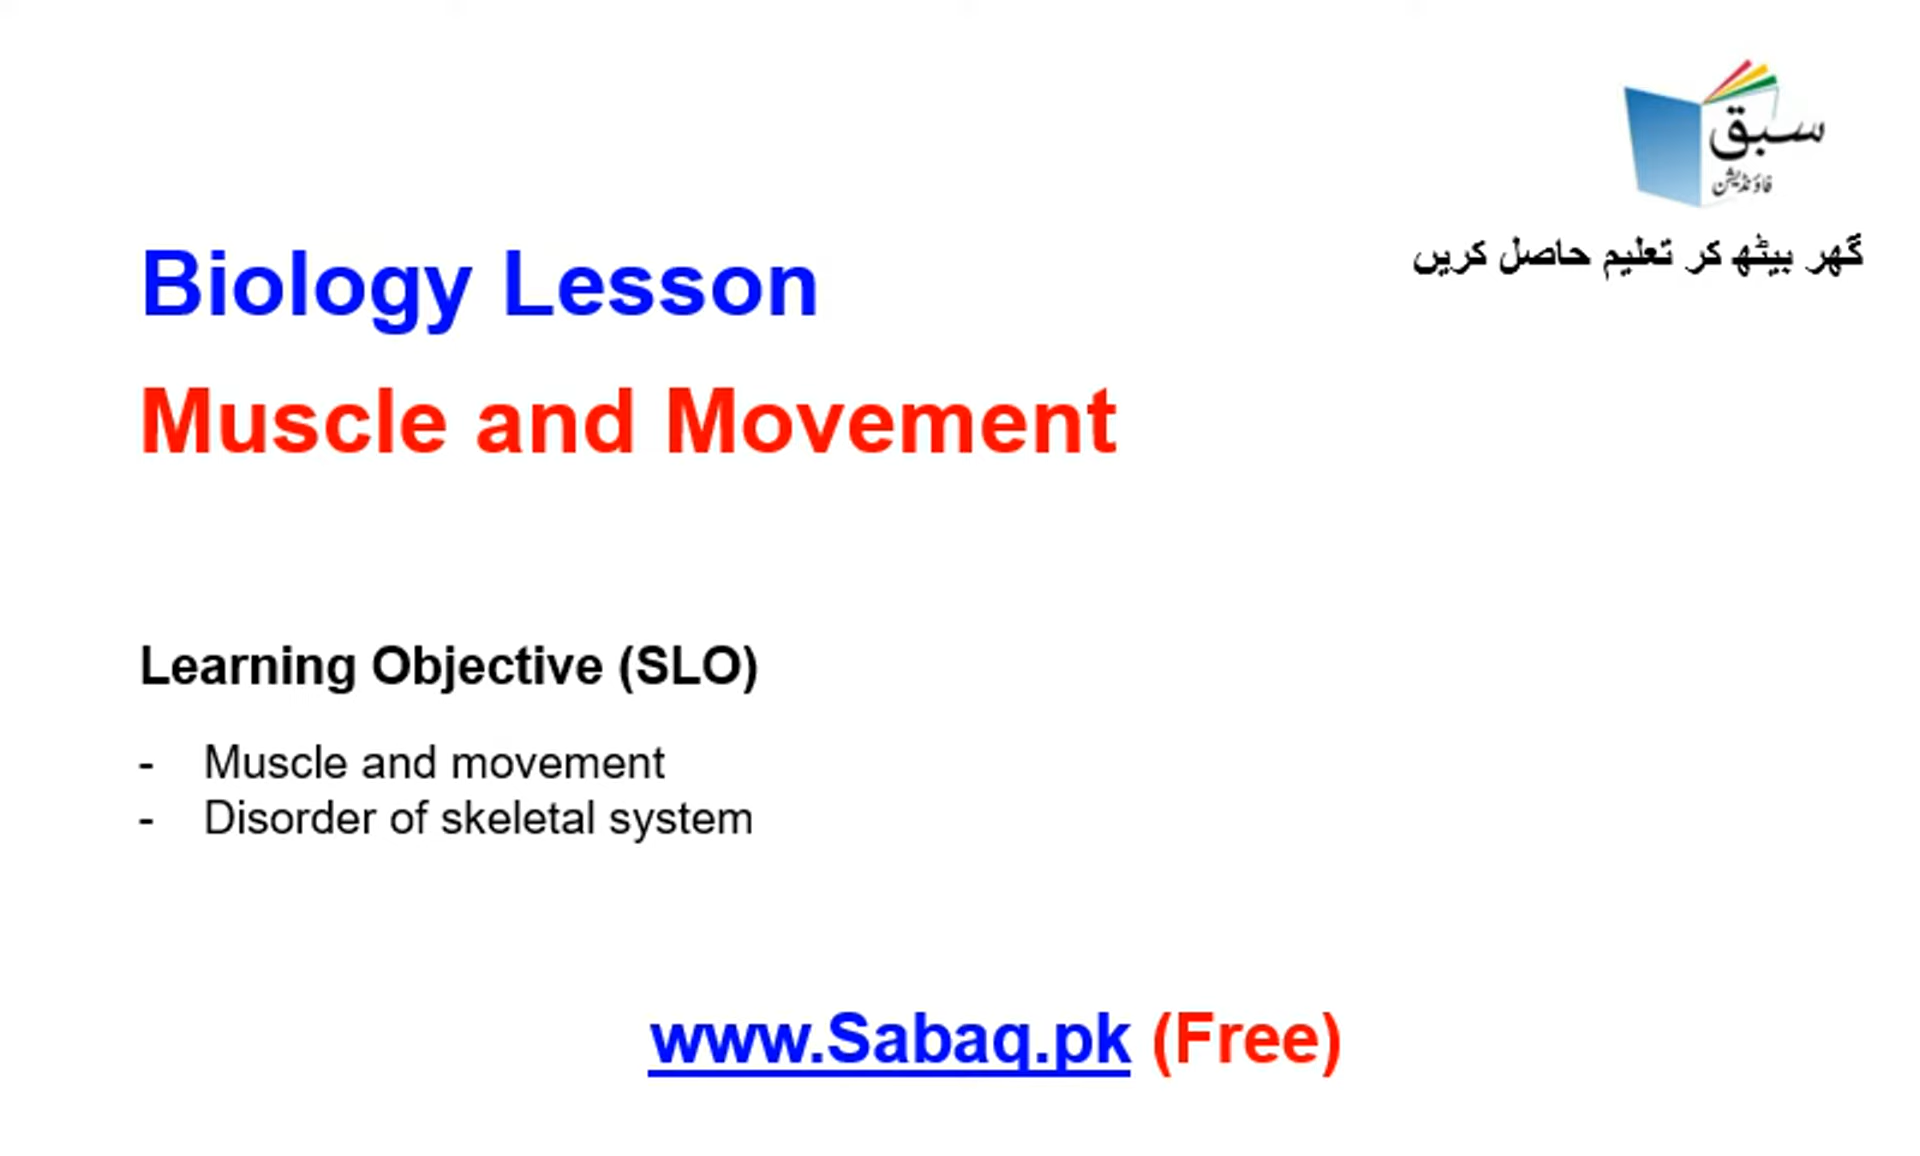 سبق
فاؤنڈیشن
گھر بیٹھ کر تعلیم حاصل کریں
Biology Lesson
Muscle and Movement
Learning Objective (SLO)
- Muscle and movement
- Disorder of skeletal system
www.Sabaq.pk (Free)